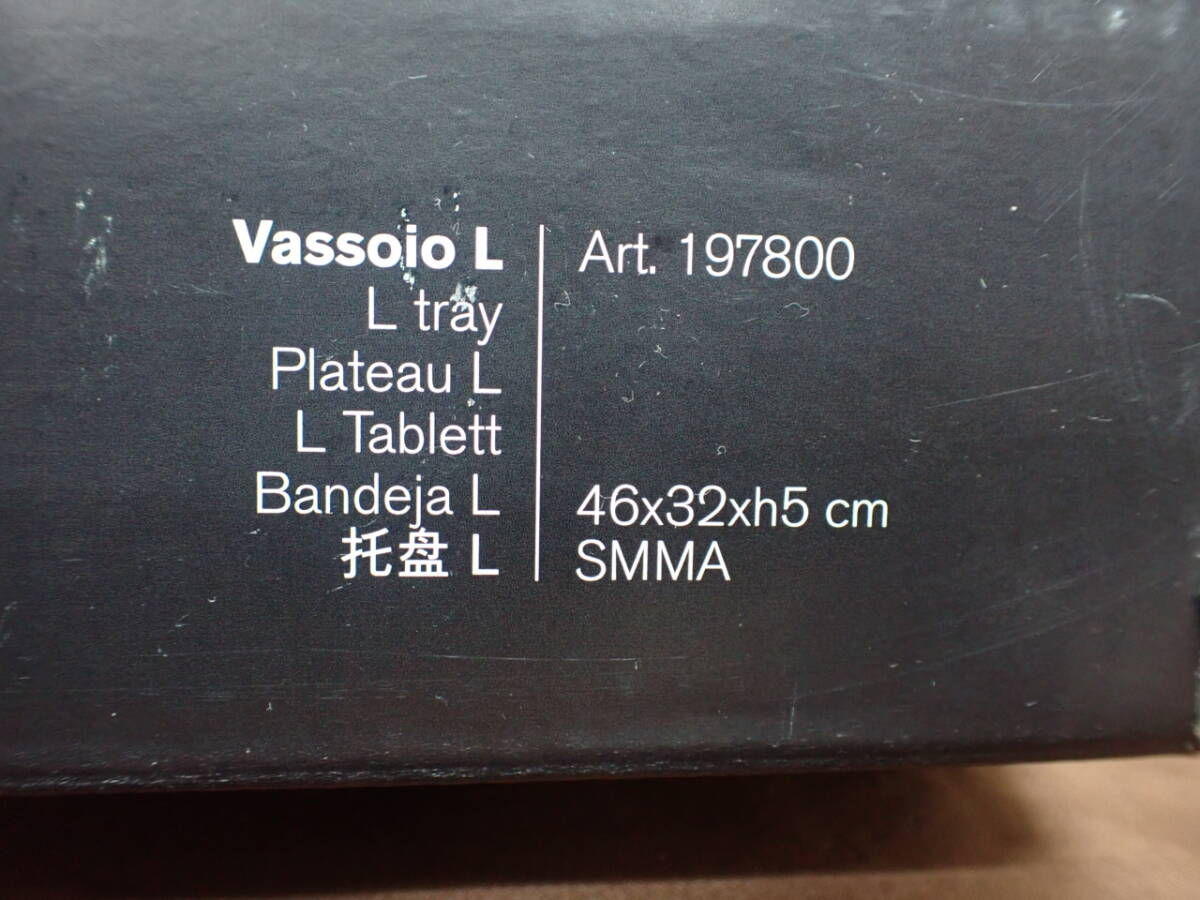 Vassoio L
L tray
Plateau L
L Tablett
Bandeja L
托盘 L
Art. 197800
46x32xh5 cm
SMMA